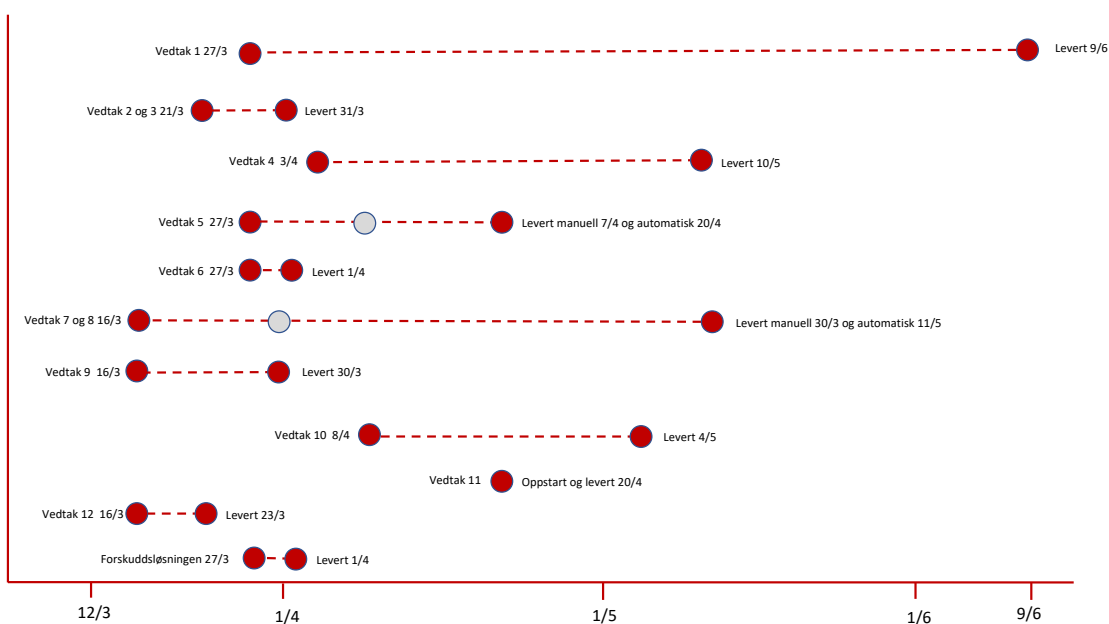 Vedtak 1 27/3
Levert 9/6
Vedtak 2 og 3 21/3
Levert 31/3
Vedtak 4  3/4
Levert 10/5
Vedtak 5  27/3
Levert manuell 7/4 og automatisk 20/4
Vedtak 6  27/3
Levert 1/4
Vedtak 7 og 8 16/3
Levert manuell 30/3 og automatisk 11/5
Vedtak 9  16/3
Levert 30/3
Vedtak 10  8/4
Levert 4/5
Vedtak 11
Oppstart og levert 20/4
Vedtak 12  16/3
Levert 23/3
Forskuddsløsningen 27/3
Levert 1/4
12/3
1/4
1/5
1/6
9/6